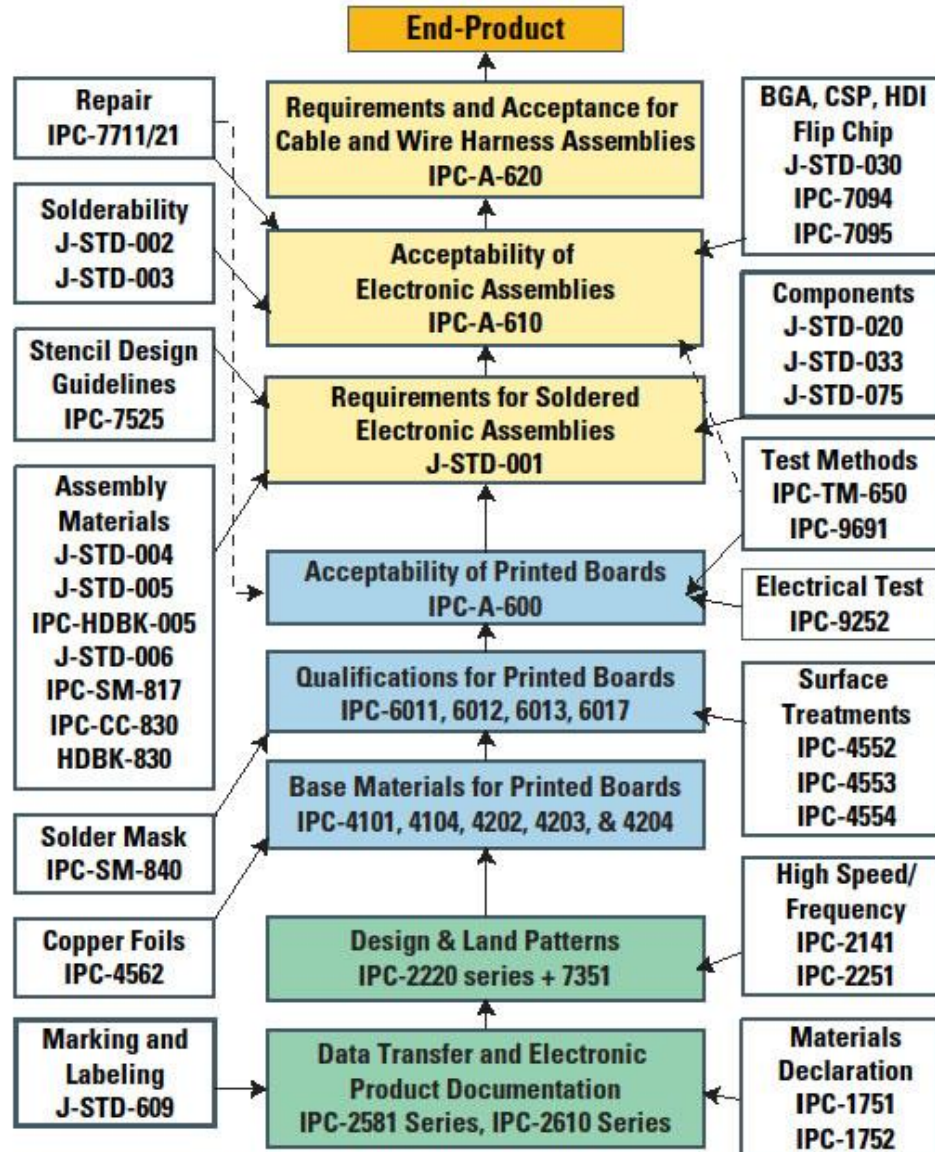 End-Product
Repair
IPC-7711/21
Solderability
J-STD-002
J-STD-003
Stencil Design
Guidelines
IPC-7525
Assembly
Materials
J-STD-004
J-STD-005
IPC-HDBK-005
J-STD-006
IPC-SM-817
IPC-CC-830
HDBK-830
Solder Mask
IPC-SM-840
Copper Foils
IPC-4562
Marking and
Labeling
J-STD-609
Requirements and Acceptance for
Cable and Wire Harness Assemblies
IPC-A-620
Acceptability of
Electronic Assemblies
IPC-A-610
Requirements for Soldered
Electronic Assemblies
J-STD-001
Acceptability of Printed Boards
IPC-A-600
Qualifications for Printed Boards
IPC-6011, 6012, 6013, 6017
Base Materials for Printed Boards
IPC-4101, 4104, 4202, 4203, & 4204
Design & Land Patterns
IPC-2220 series + 7351
Data Transfer and Electronic
Product Documentation
IPC-2581 Series, IPC-2610 Series
BGA, CSP, HDI
Flip Chip
J-STD-030
IPC-7094
IPC-7095
Components
J-STD-020
J-STD-033
J-STD-075
Test Methods
IPC-TM-650
IPC-9691
Electrical Test
IPC-9252
Surface
Treatments
IPC-4552
IPC-4553
IPC-4554
High Speed/
Frequency
IPC-2141
IPC-2251
Materials
Declaration
IPC-1751
IPC-1752